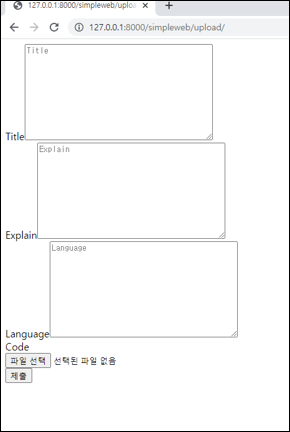 127.0.0.1:8000/simpleweb/uploa
127.0.0.1:8000/simpleweb/upload/
Title
Title
Explain
Explain
Language
Language
Code
파일 선택 선택된 파일 없음
제출